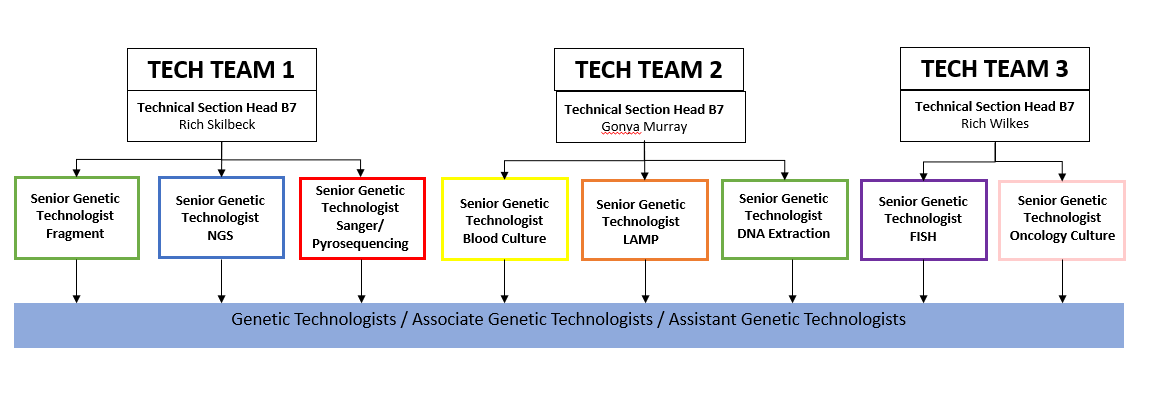 TECH TEAM 1
Technical Section Head B7
Rich Skilbeck
TECH TEAM 2
Technical Section Head B7
Gonva Murray
TECH TEAM 3
Technical Section Head B7
Rich Wilkes
Senior Genetic
Technologist
Fragment
Senior Genetic
Technologist
NGS
Senior Genetic
Technologist
Sanger/
Pyrosequencing
Senior Genetic
Technologist
Blood Culture
Senior Genetic
Technologist
LAMP
Senior Genetic
Technologist
DNA Extraction
Senior Genetic
Technologist
FISH
Senior Genetic
Technologist
Oncology Culture
Genetic Technologists / Associate Genetic Technologists / Assistant Genetic Technologists